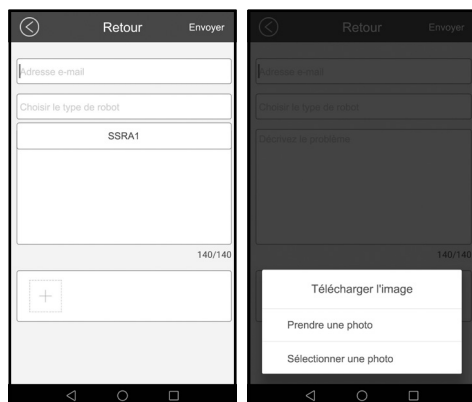 Retour
Envoyer
Adresse e-mail
Choisir le type de robot
SSRA1
140/140
Retour
Envoyer
Adresse e-mail
Choisir le type de robot
Décrivez le problème
140/140
Télécharger l'image
Prendre une photo
Sélectionner une photo